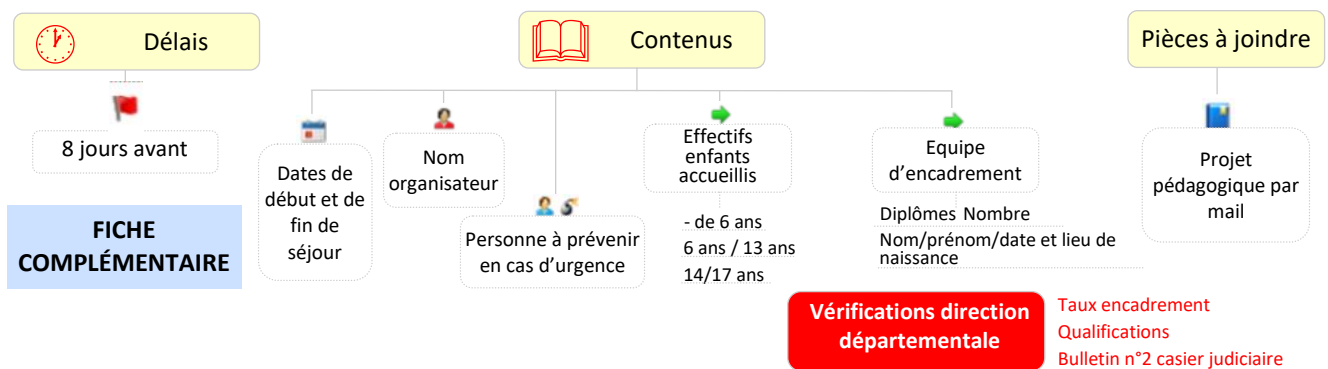 Délais
Contenus
Pièces à joindre
8 jours avant
FICHE
COMPLÉMENTAIRE
Dates de
début et de
fin de
séjour
Nom
organisateur
Personne à prévenir
en cas d’urgence
Effectifs
enfants
accueillis
- de 6 ans
6 ans / 13 ans
14/17 ans
Equipe
d’encadrement
Diplômes Nombre
Nom/prénom/date et lieu de
naissance
Projet
pédagogique par
mail
Vérifications direction
départementale
Taux encadrement
Qualifications
Bulletin n°2 casier judiciaire